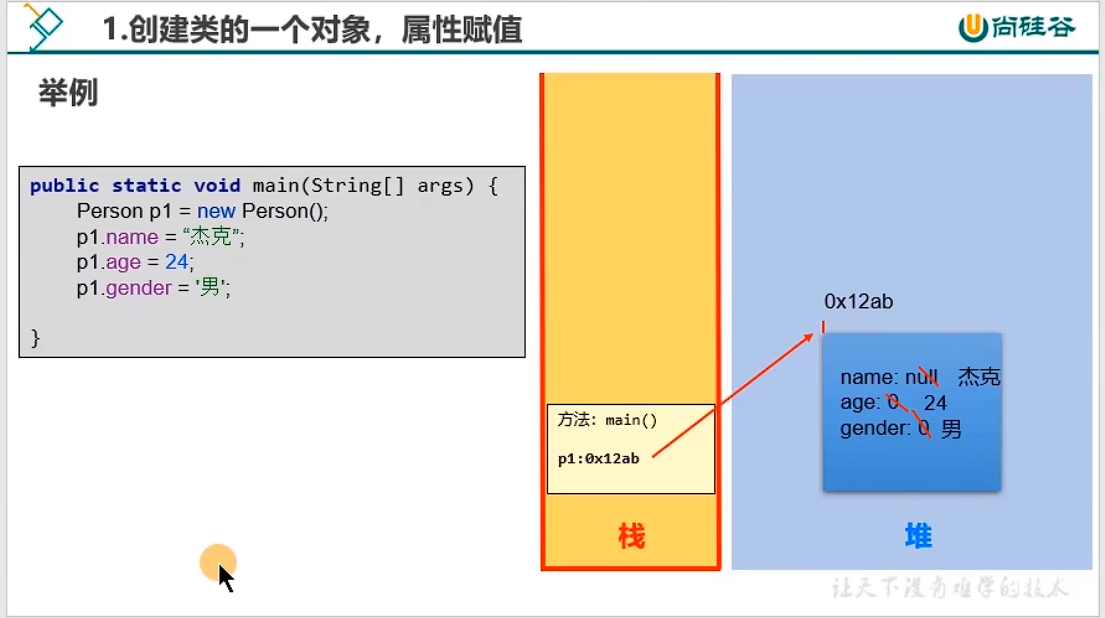 1.创建类的一个对象，属性赋值
尚硅谷
举例
public static void main(String[] args) {
Person p1 = new Person();
p1.name = “杰克”;
p1.age = 24;
p1.gender = '男';
}
方法：main()
p1:0x12ab
栈
0x12ab
name: null 杰克
age: 0 24
gender: 0 男
堆
让天下没有难学的技术